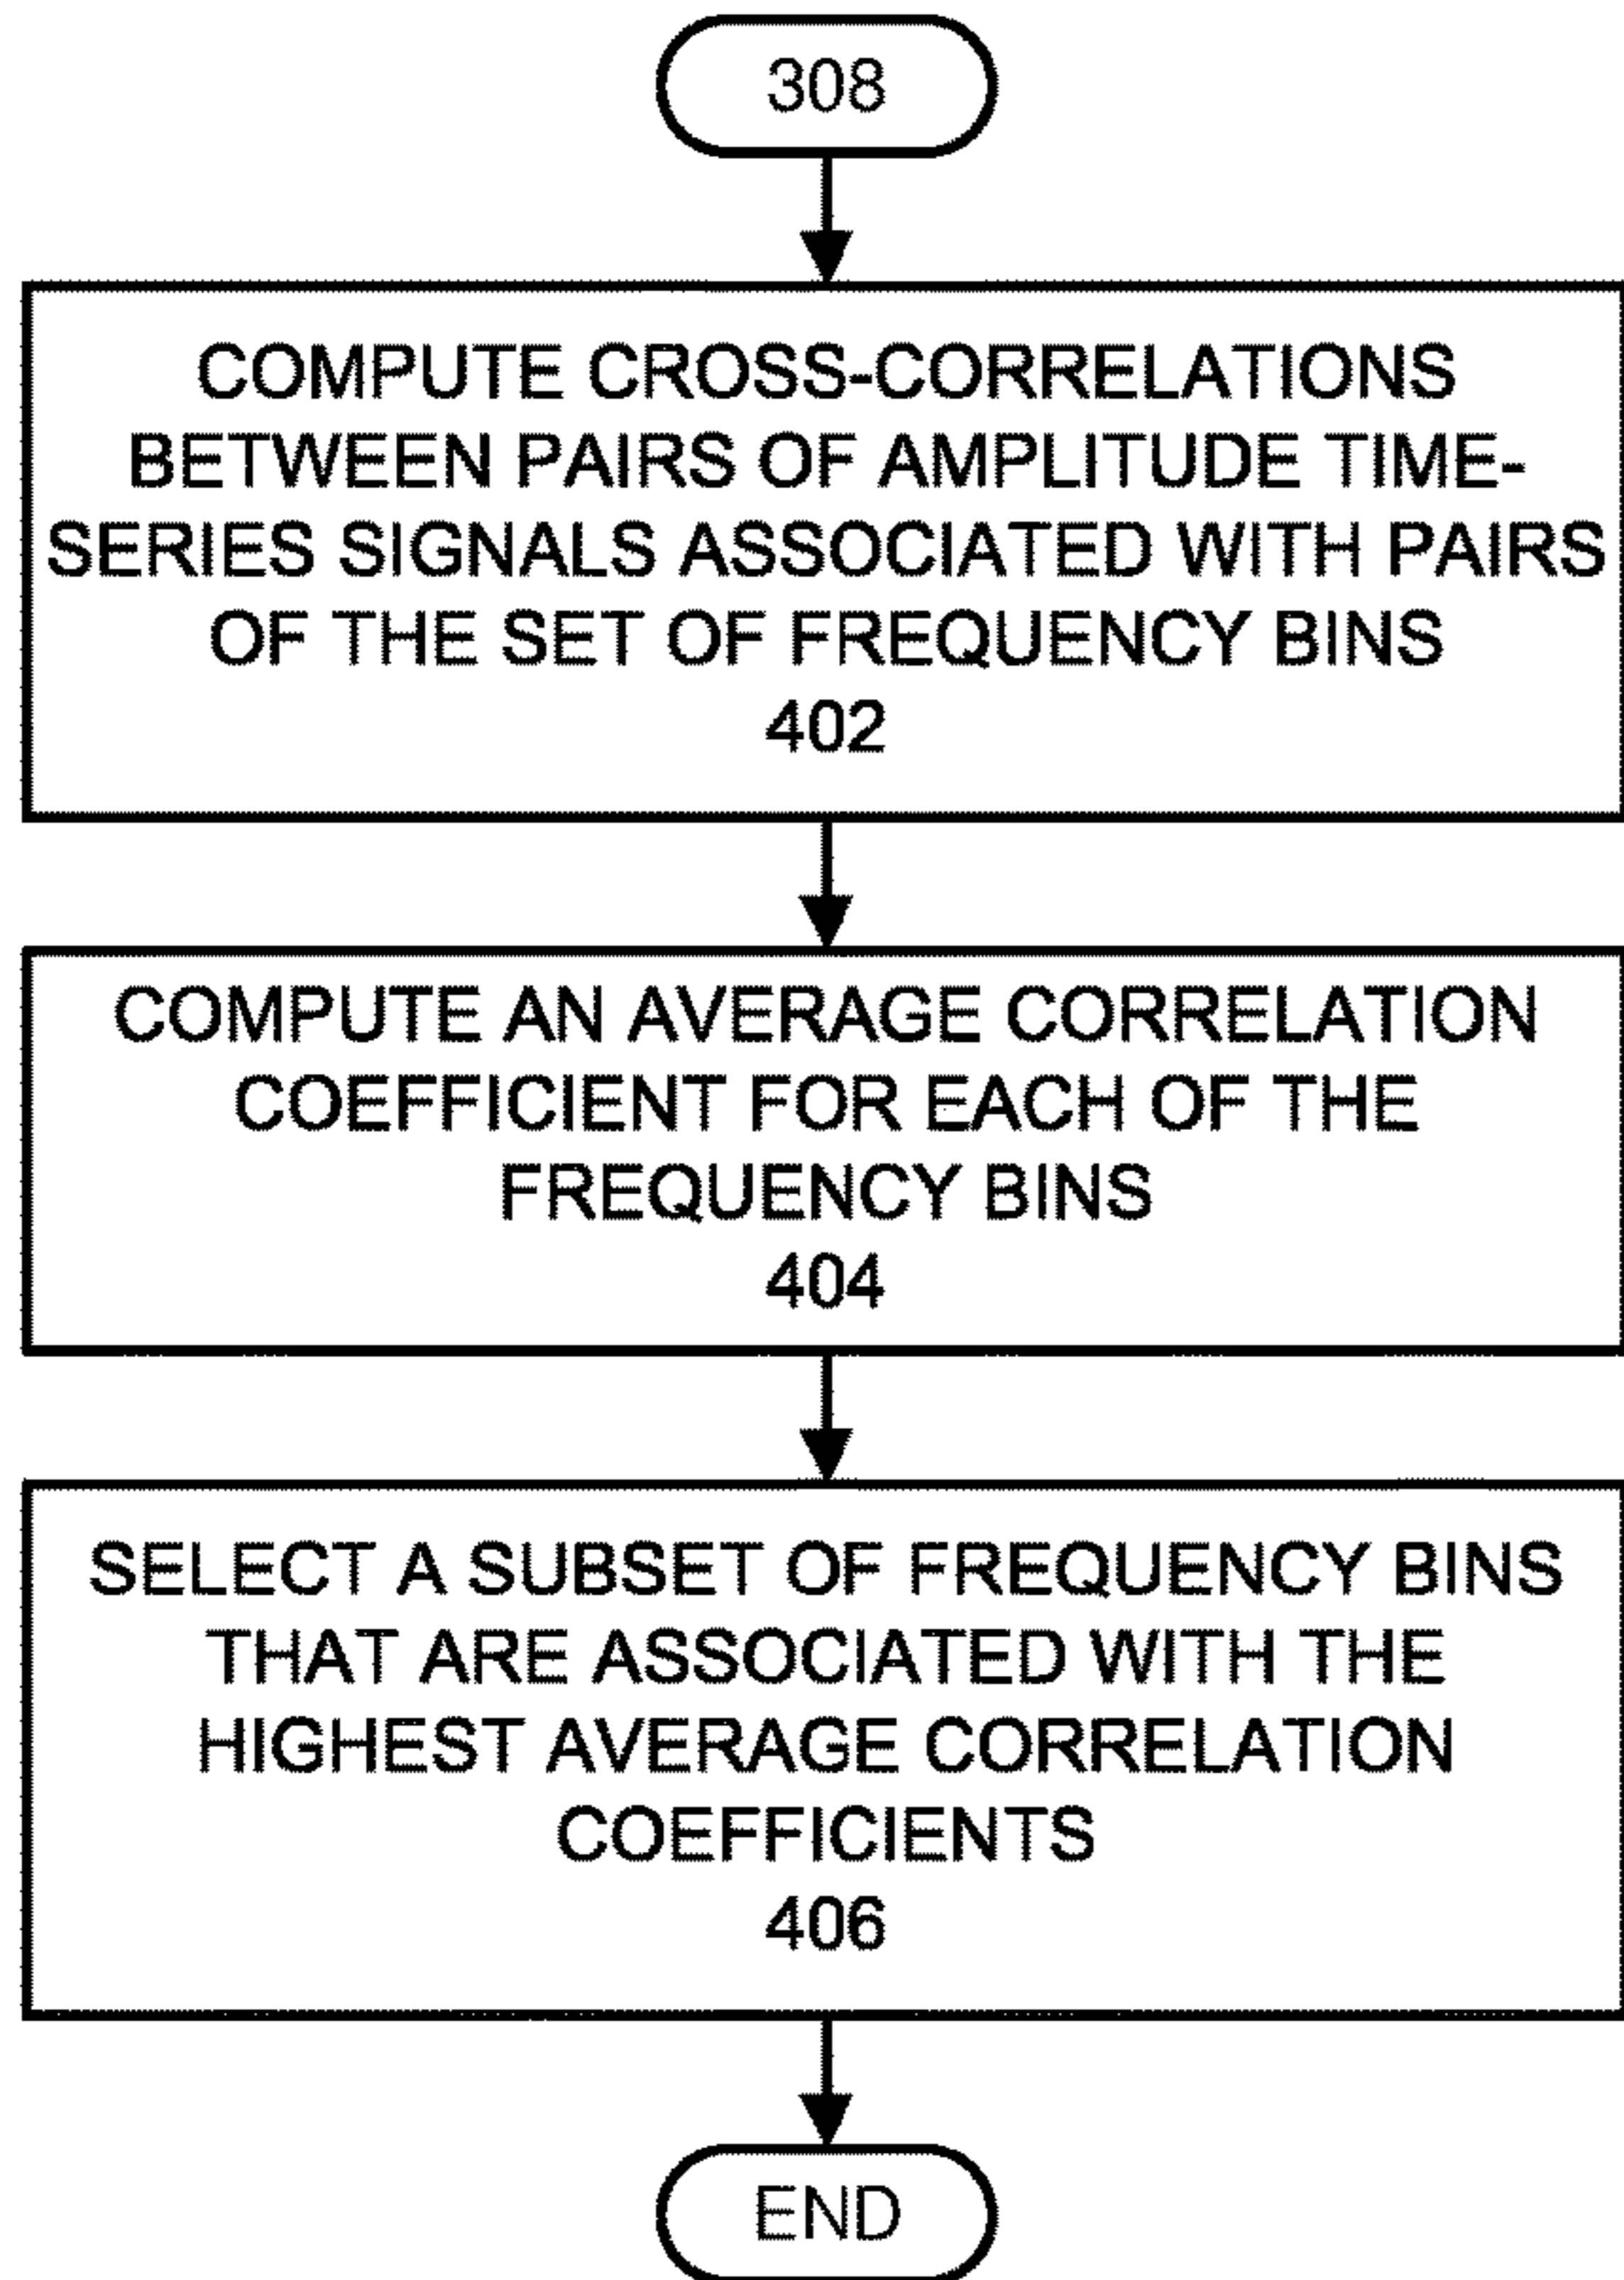 308
COMPUTE CROSS-CORRELATIONS
BETWEEN PAIRS OF AMPLITUDE TIME-
SERIES SIGNALS ASSOCIATED WITH PAIRS
OF THE SET OF FREQUENCY BINS
402
COMPUTE AN AVERAGE CORRELATION
COEFFICIENT FOR EACH OF THE
FREQUENCY BINS
404
SELECT A SUBSET OF FREQUENCY BINS
THAT ARE ASSOCIATED WITH THE
HIGHEST AVERAGE CORRELATION
COEFFICIENTS
406
END